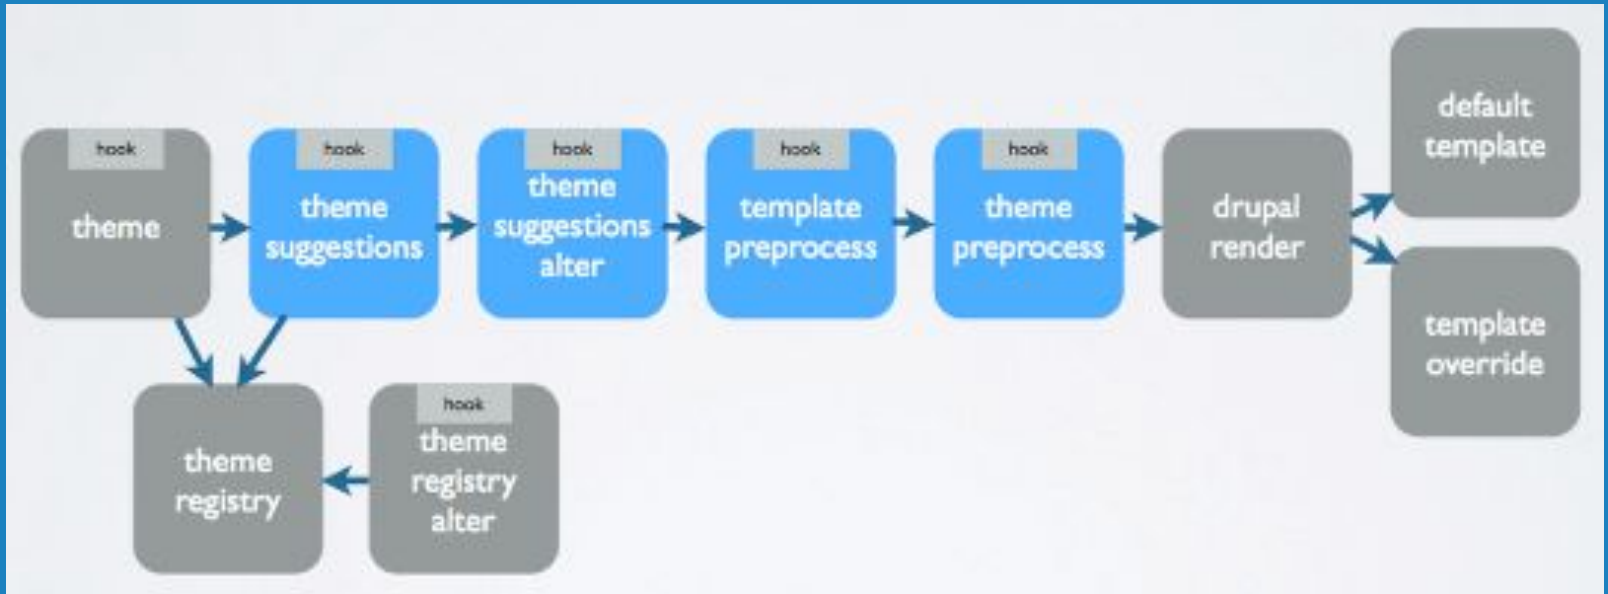 hook
theme
hook
theme
suggestions
hook
theme
suggestions
alter
hook
template
preprocess
hook
theme
preprocess
drupal
render
default
template
template
override
theme
registry
hook
theme
registry
alter